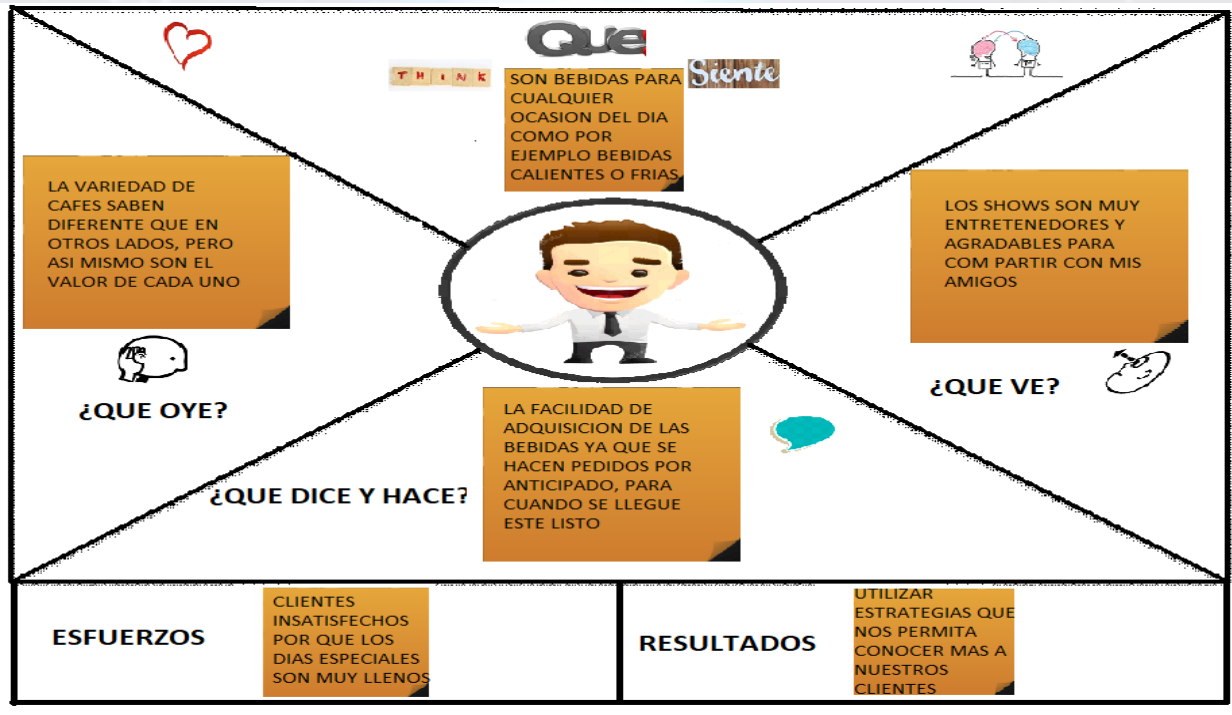 Que
THINK
Siente
SON BEBIDAS PARA
CUALQUIER
OCASION DEL DIA
COMO POR
EJEMPLO BEBIDAS
CALIENTES O FRIAS
LA VARIEDAD DE
CAFES SABEN
DIFERENTE QUE EN
OTROS LADOS, PERO
ASI MISMO SON EL
VALOR DE CADA UNO
¿QUE OYE?
LOS SHOWS SON MUY
ENTRETENEDORES Y
AGRADABLES PARA
COM PARTIR CON MIS
AMIGOS
¿QUE VE?
¿QUE DICE Y HACE?
LA FACILIDAD DE
ADQUISICION DE LAS
BEBIDAS YA QUE SE
HACEN PEDIDOS POR
ANTICIPADO, PARA
CUANDO SE LLEGUE
ESTE LISTO
ESFUERZOS
CLIENTES
INSATISFECHOS
POR QUE LOS
DIAS ESPECIALES
SON MUY LLENOS
RESULTADOS
UTILIZAR
ESTRATEGIAS QUE
NOS PERMITA
CONOCER MAS A
NUESTROS
CLIENTES